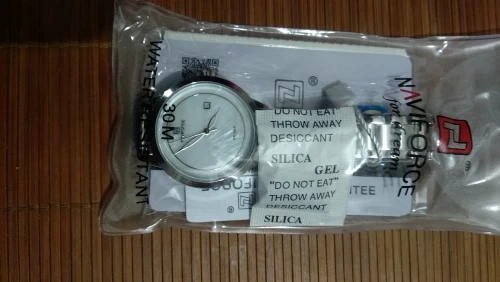 WATER RESISTANT
30M
DO NOT EAT
THROW AWAY
DESICCANT
SILICA
GEL
"DO NOT EAT"
THROW AWAY
DESICCANT
SILICA
NAVIFORCE
®
®